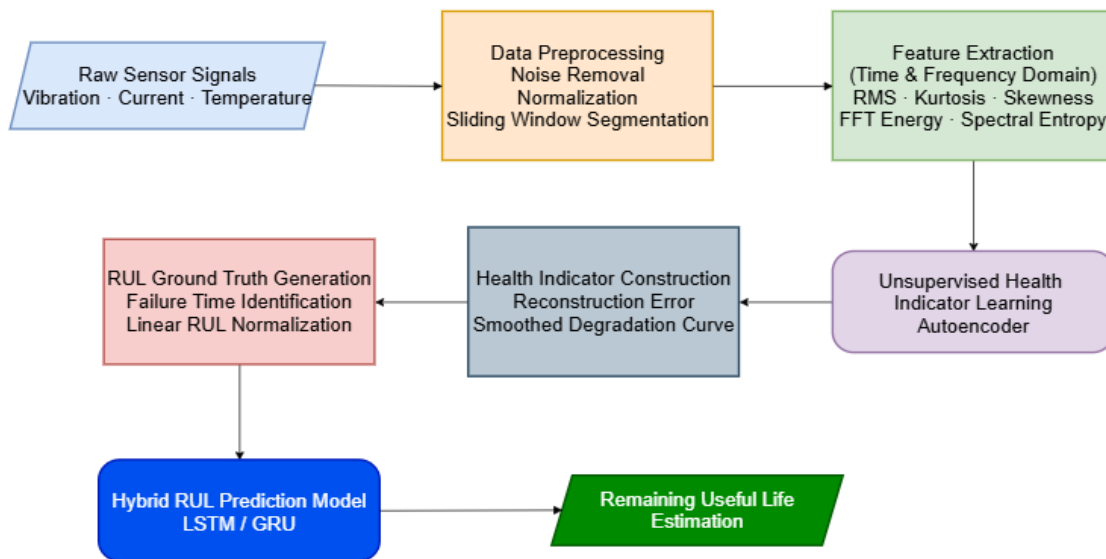 Raw Sensor Signals
Vibration · Current · Temperature
Data Preprocessing
Noise Removal
Normalization
Sliding Window Segmentation
Feature Extraction
(Time & Frequency Domain)
RMS · Kurtosis · Skewness
FFT Energy · Spectral Entropy
Unsupervised Health
Indicator Learning
Autoencoder
Health Indicator Construction
Reconstruction Error
Smoothed Degradation Curve
RUL Ground Truth Generation
Failure Time Identification
Linear RUL Normalization
Hybrid RUL Prediction Model
LSTM / GRU
Remaining Useful Life
Estimation